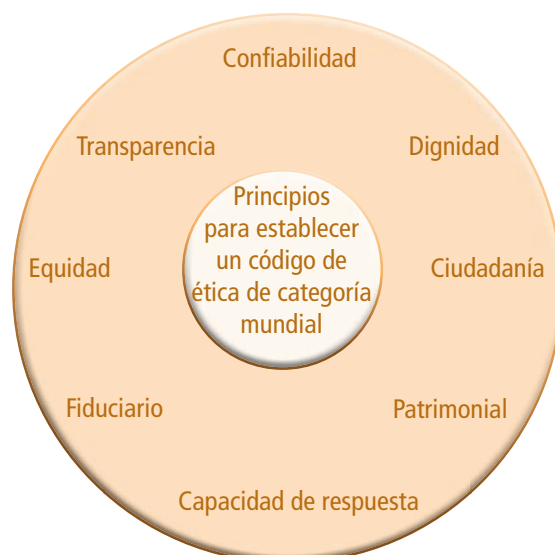 Confiabilidad
Transparencia
Dignidad
Principios
para establecer
un código de
ética de categoría
mundial
Equidad
Ciudadanía
Fiduciario
Patrimonial
Capacidad de respuesta